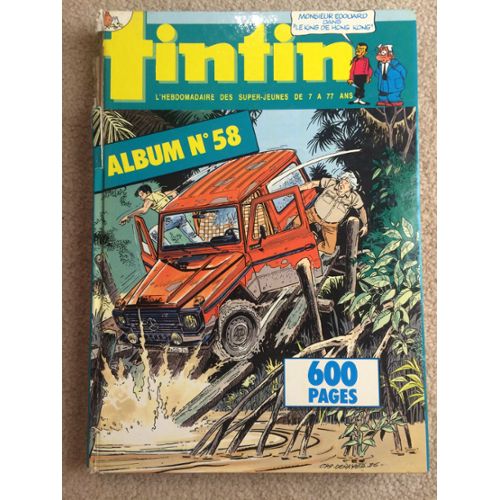 MONSIEUR EDOUARD
DANS
"LE KING DE HONG KONG"
tintin
L'HEBDOMADAIRE DES SUPER-JEUNES DE 7 A 77 ANS
ALBUM N° 58
600
PAGES